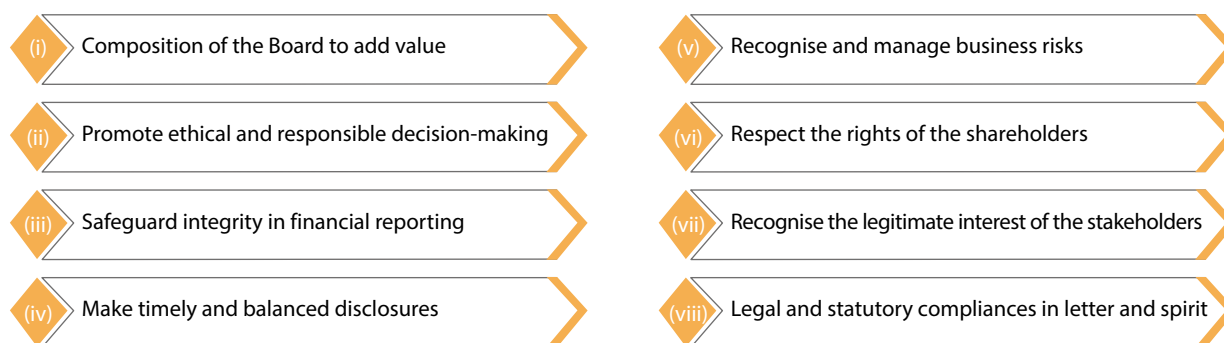 (i) Composition of the Board to add value
(ii) Promote ethical and responsible decision-making
(iii) Safeguard integrity in financial reporting
(iv) Make timely and balanced disclosures
(v) Recognise and manage business risks
(vi) Respect the rights of the shareholders
(vii) Recognise the legitimate interest of the stakeholders
(viii) Legal and statutory compliances in letter and spirit